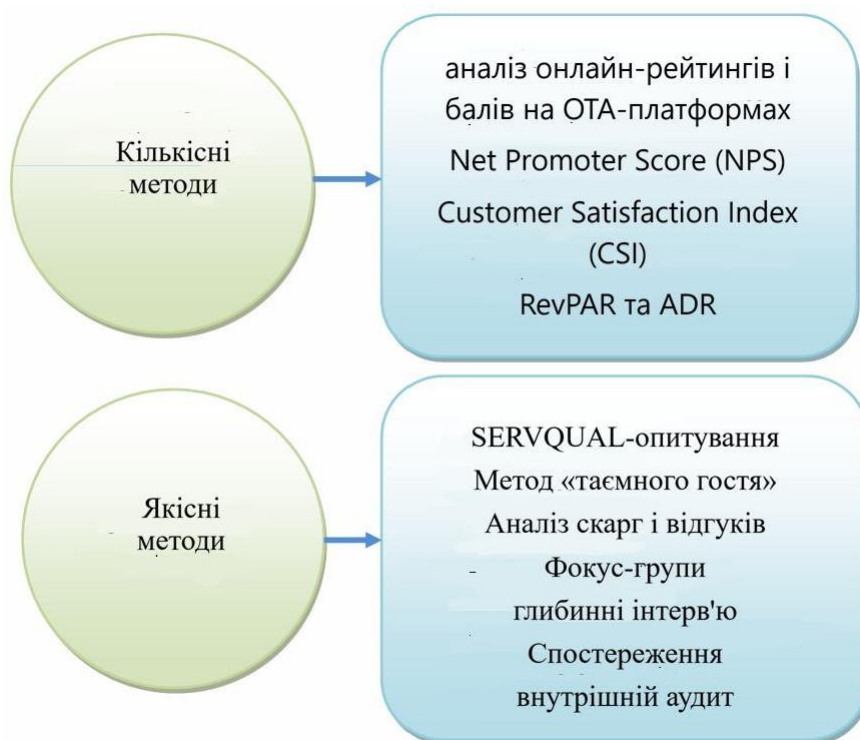 Кількісні
методи
аналіз онлайн-рейтингів і
балів на OTA-платформах
Net Promoter Score (NPS)
Customer Satisfaction Index
(CSI)
RevPAR та ADR
Якісні
методи
SERVQUAL-опитування
Метод «таємного гостя»
Аналіз скарг і відгуків
Фокус-групи
глибинні інтерв'ю
Спостереження
внутрішній аудит